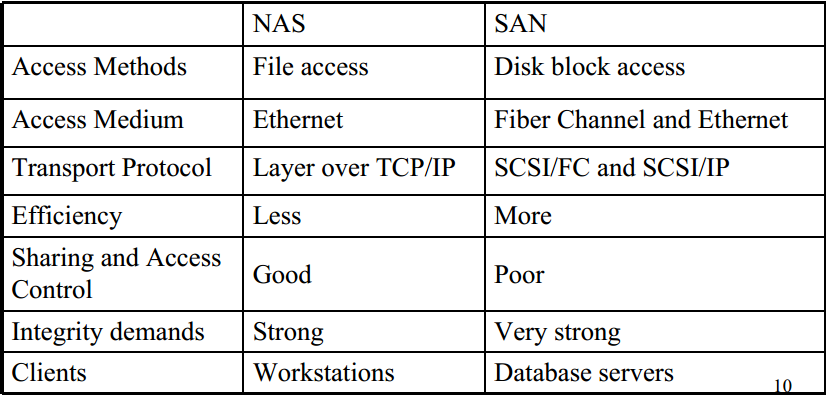 NAS SAN
Access Methods File access Disk block access
Access Medium Ethernet Fiber Channel and Ethernet
Transport Protocol Layer over TCP/IP SCSI/FC and SCSI/IP
Efficiency Less More
Sharing and Access
Control Good Poor
Integrity demands Strong Very strong
Clients Workstations Database servers
10